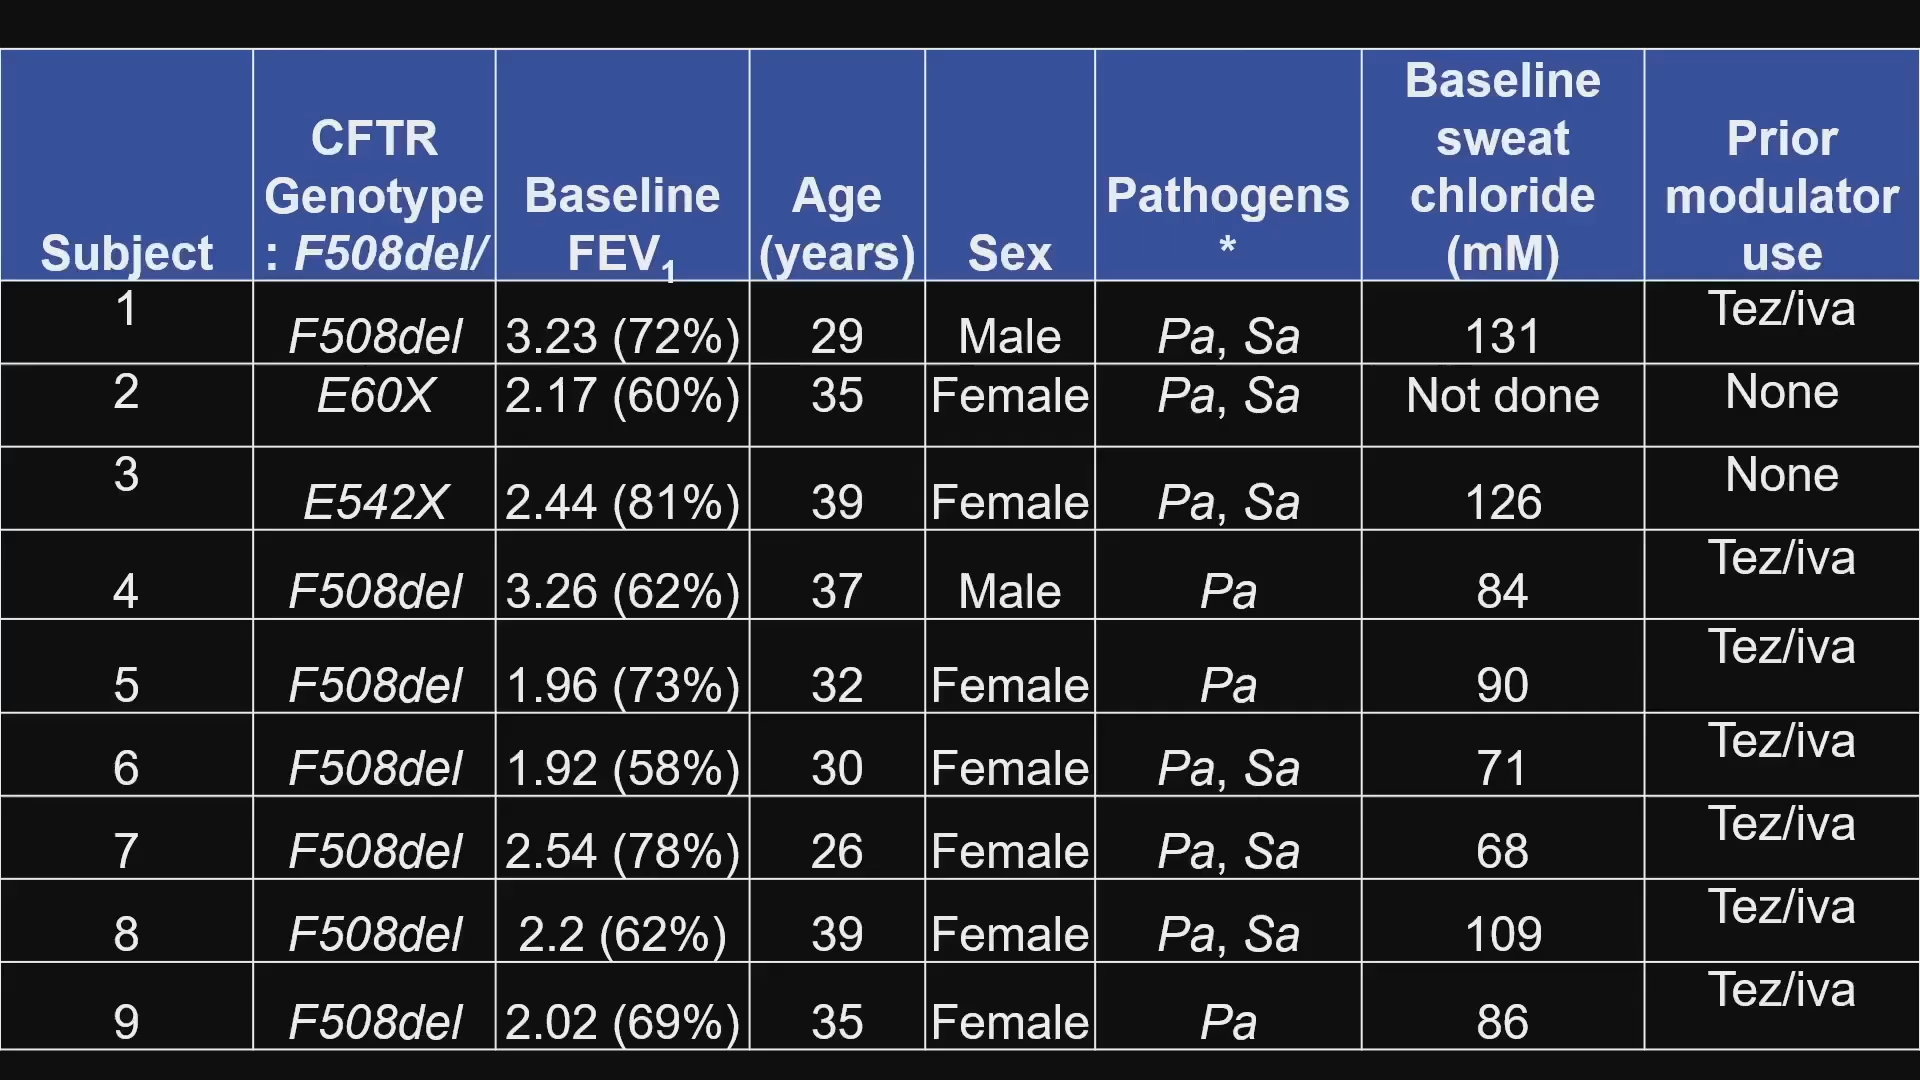 Subject | CFTR Genotype : F508del/ | Baseline FEV1 | Age (years) | Sex | Pathogens * | Baseline sweat chloride (mM) | Prior modulator use
1 | F508del | 3.23 (72%) | 29 | Male | Pa, Sa | 131 | Tez/iva
2 | E60X | 2.17 (60%) | 35 | Female | Pa, Sa | Not done | None
3 | E542X | 2.44 (81%) | 39 | Female | Pa, Sa | 126 | None
4 | F508del | 3.26 (62%) | 37 | Male | Pa | 84 | Tez/iva
5 | F508del | 1.96 (73%) | 32 | Female | Pa | 90 | Tez/iva
6 | F508del | 1.92 (58%) | 30 | Female | Pa, Sa | 71 | Tez/iva
7 | F508del | 2.54 (78%) | 26 | Female | Pa, Sa | 68 | Tez/iva
8 | F508del | 2.2 (62%) | 39 | Female | Pa, Sa | 109 | Tez/iva
9 | F508del | 2.02 (69%) | 35 | Female | Pa | 86 | Tez/iva